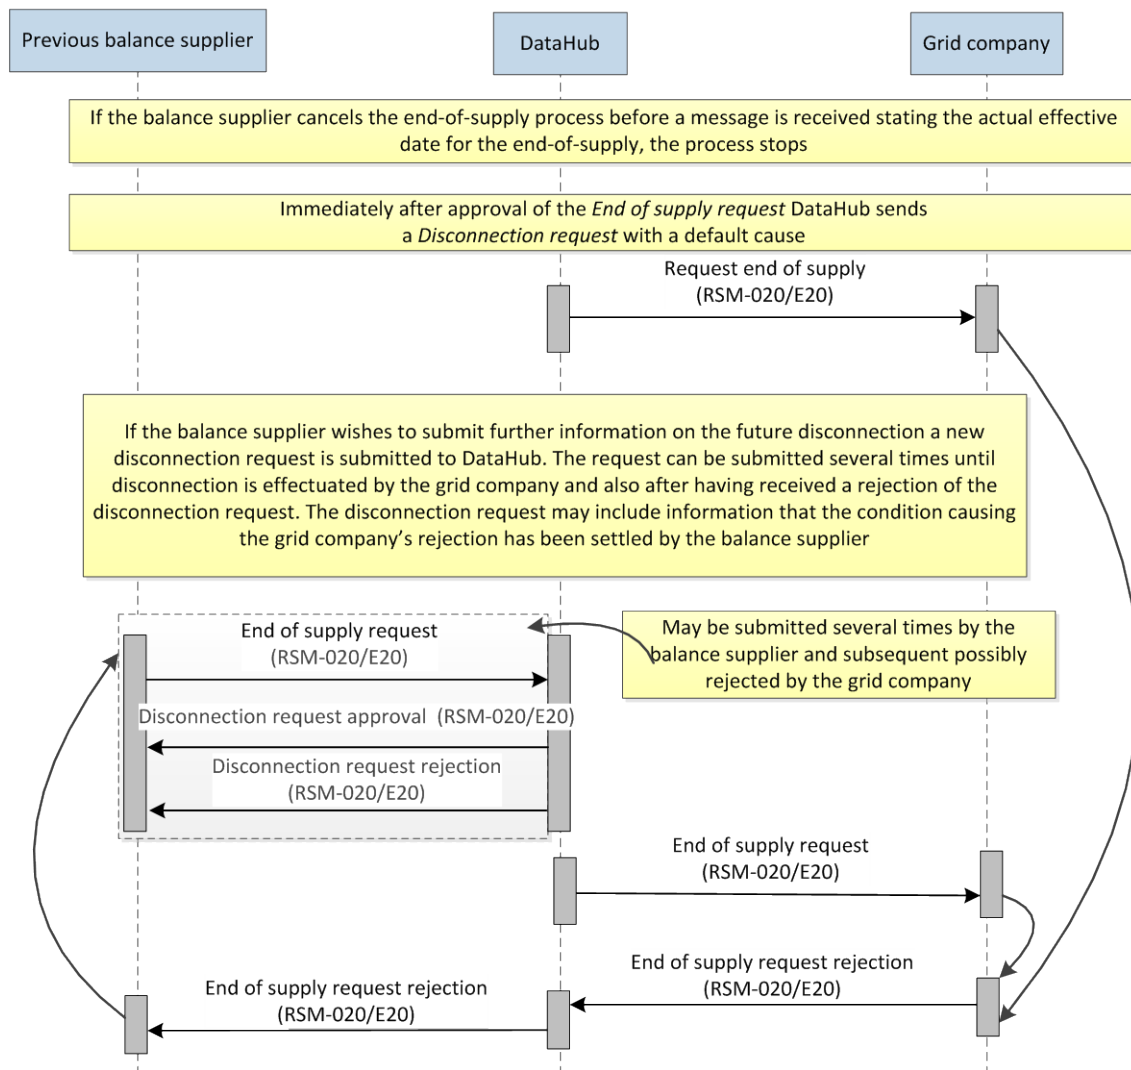 Previous balance supplier
DataHub
Grid company
If the balance supplier cancels the end-of-supply process before a message is received stating the actual effective
date for the end-of-supply, the process stops
Immediately after approval of the End of supply request DataHub sends
a Disconnection request with a default cause
Request end of supply
(RSM-020/E20)
If the balance supplier wishes to submit further information on the future disconnection a new
disconnection request is submitted to DataHub. The request can be submitted several times until
disconnection is effectuated by the grid company and also after having received a rejection of the
disconnection request. The disconnection request may include information that the condition causing
the grid company’s rejection has been settled by the balance supplier
End of supply request
(RSM-020/E20)
May be submitted several times by the
balance supplier and subsequent possibly
rejected by the grid company
Disconnection request approval (RSM-020/E20)
Disconnection request rejection
(RSM-020/E20)
End of supply request
(RSM-020/E20)
End of supply request rejection
(RSM-020/E20)
End of supply request rejection
(RSM-020/E20)